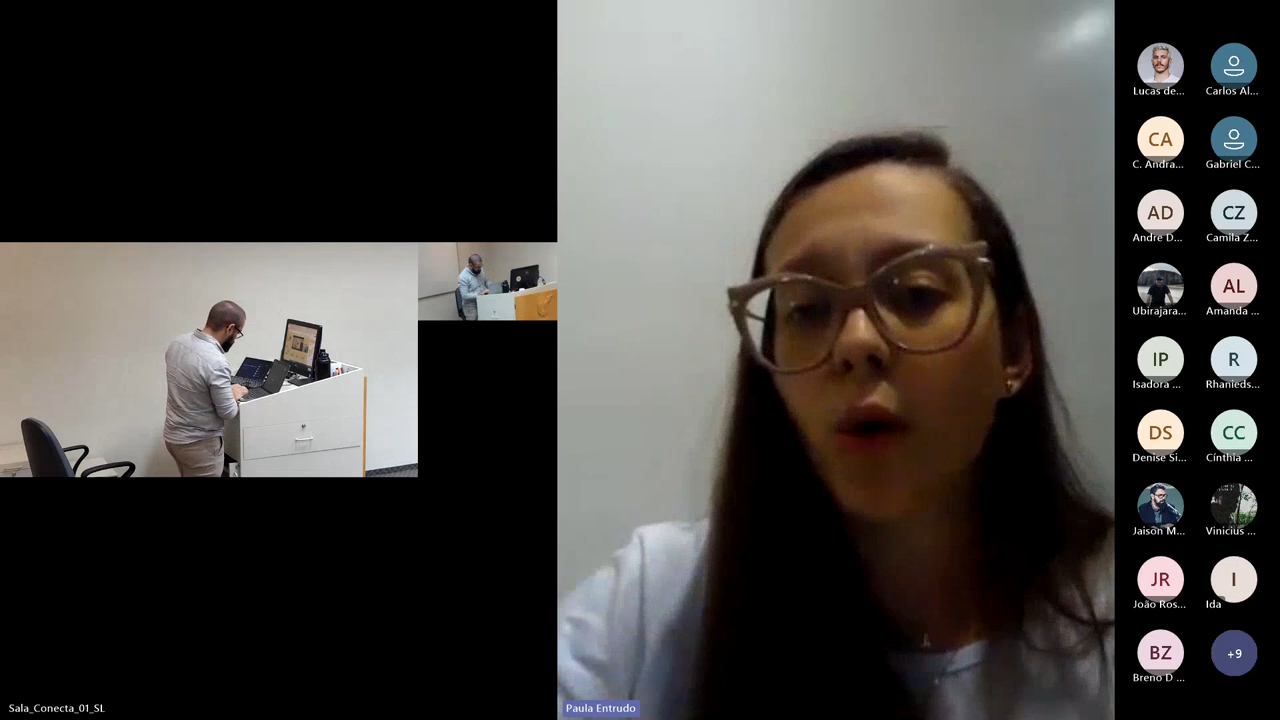 Sala_Conecta_01_SL
Paula Entrudo
Lucas de...
Carlos Al...
CA
C. Andra...
Gabriel C...
AD
Andre D...
CZ
Camila Z...
Ubirajara...
AL
Amanda ...
IP
Isadora ...
R
Rhanieds...
DS
Denise Si...
CC
Cínthia ...
Jaison M...
Vinicius ...
JR
João Ros...
I
Ida
BZ
Breno D ...
+9